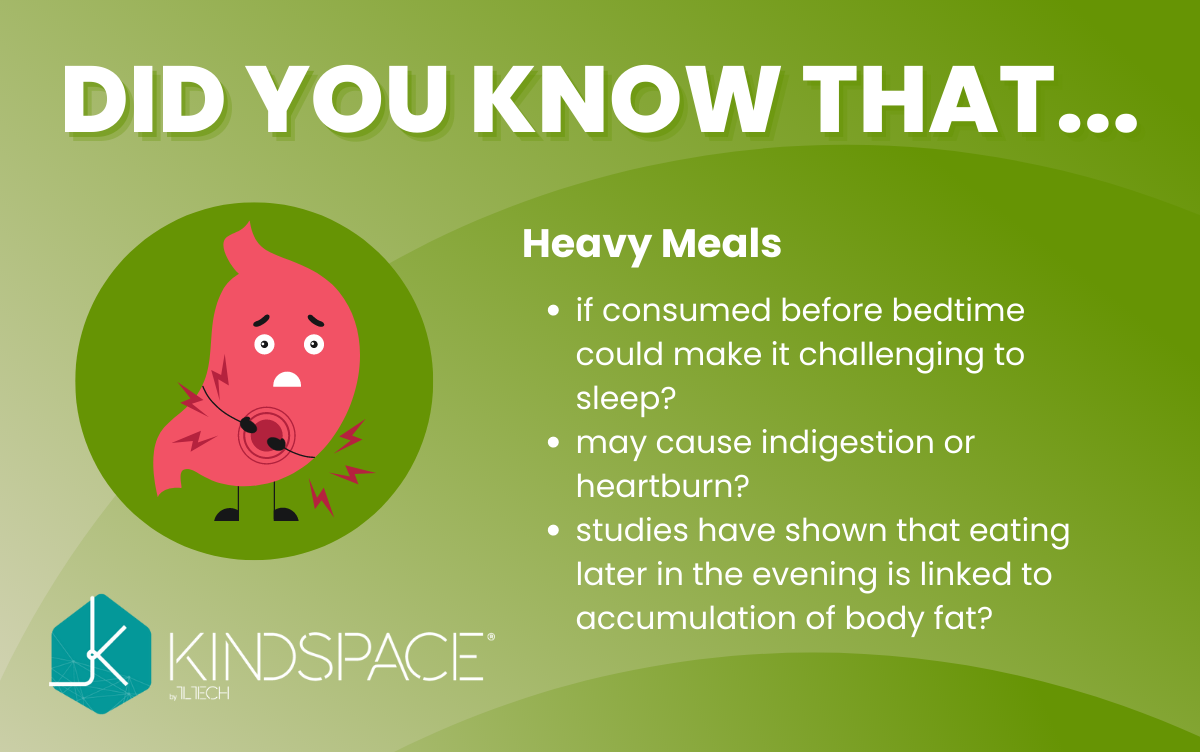 DID YOU KNOW THAT...
Heavy Meals
• if consumed before bedtime
could make it challenging to
sleep?
• may cause indigestion or
heartburn?
• studies have shown that eating
later in the evening is linked to
accumulation of body fat?
KINDSPACE®
by TLTECH